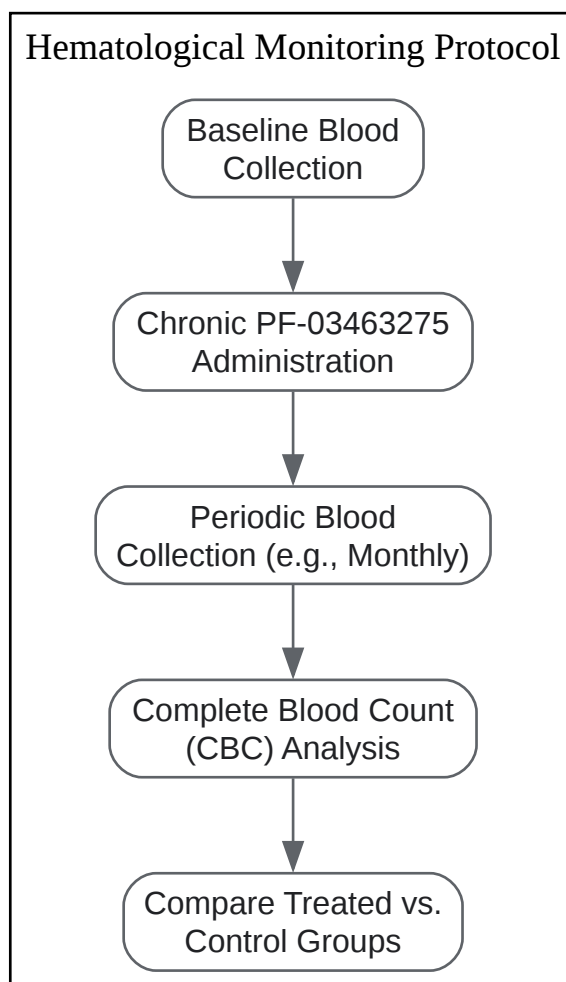 Hematological Monitoring Protocol
Baseline Blood
Collection
Chronic PF-03463275
Administration
Periodic Blood
Collection (e.g., Monthly)
Complete Blood Count
(CBC) Analysis
Compare Treated vs.
Control Groups